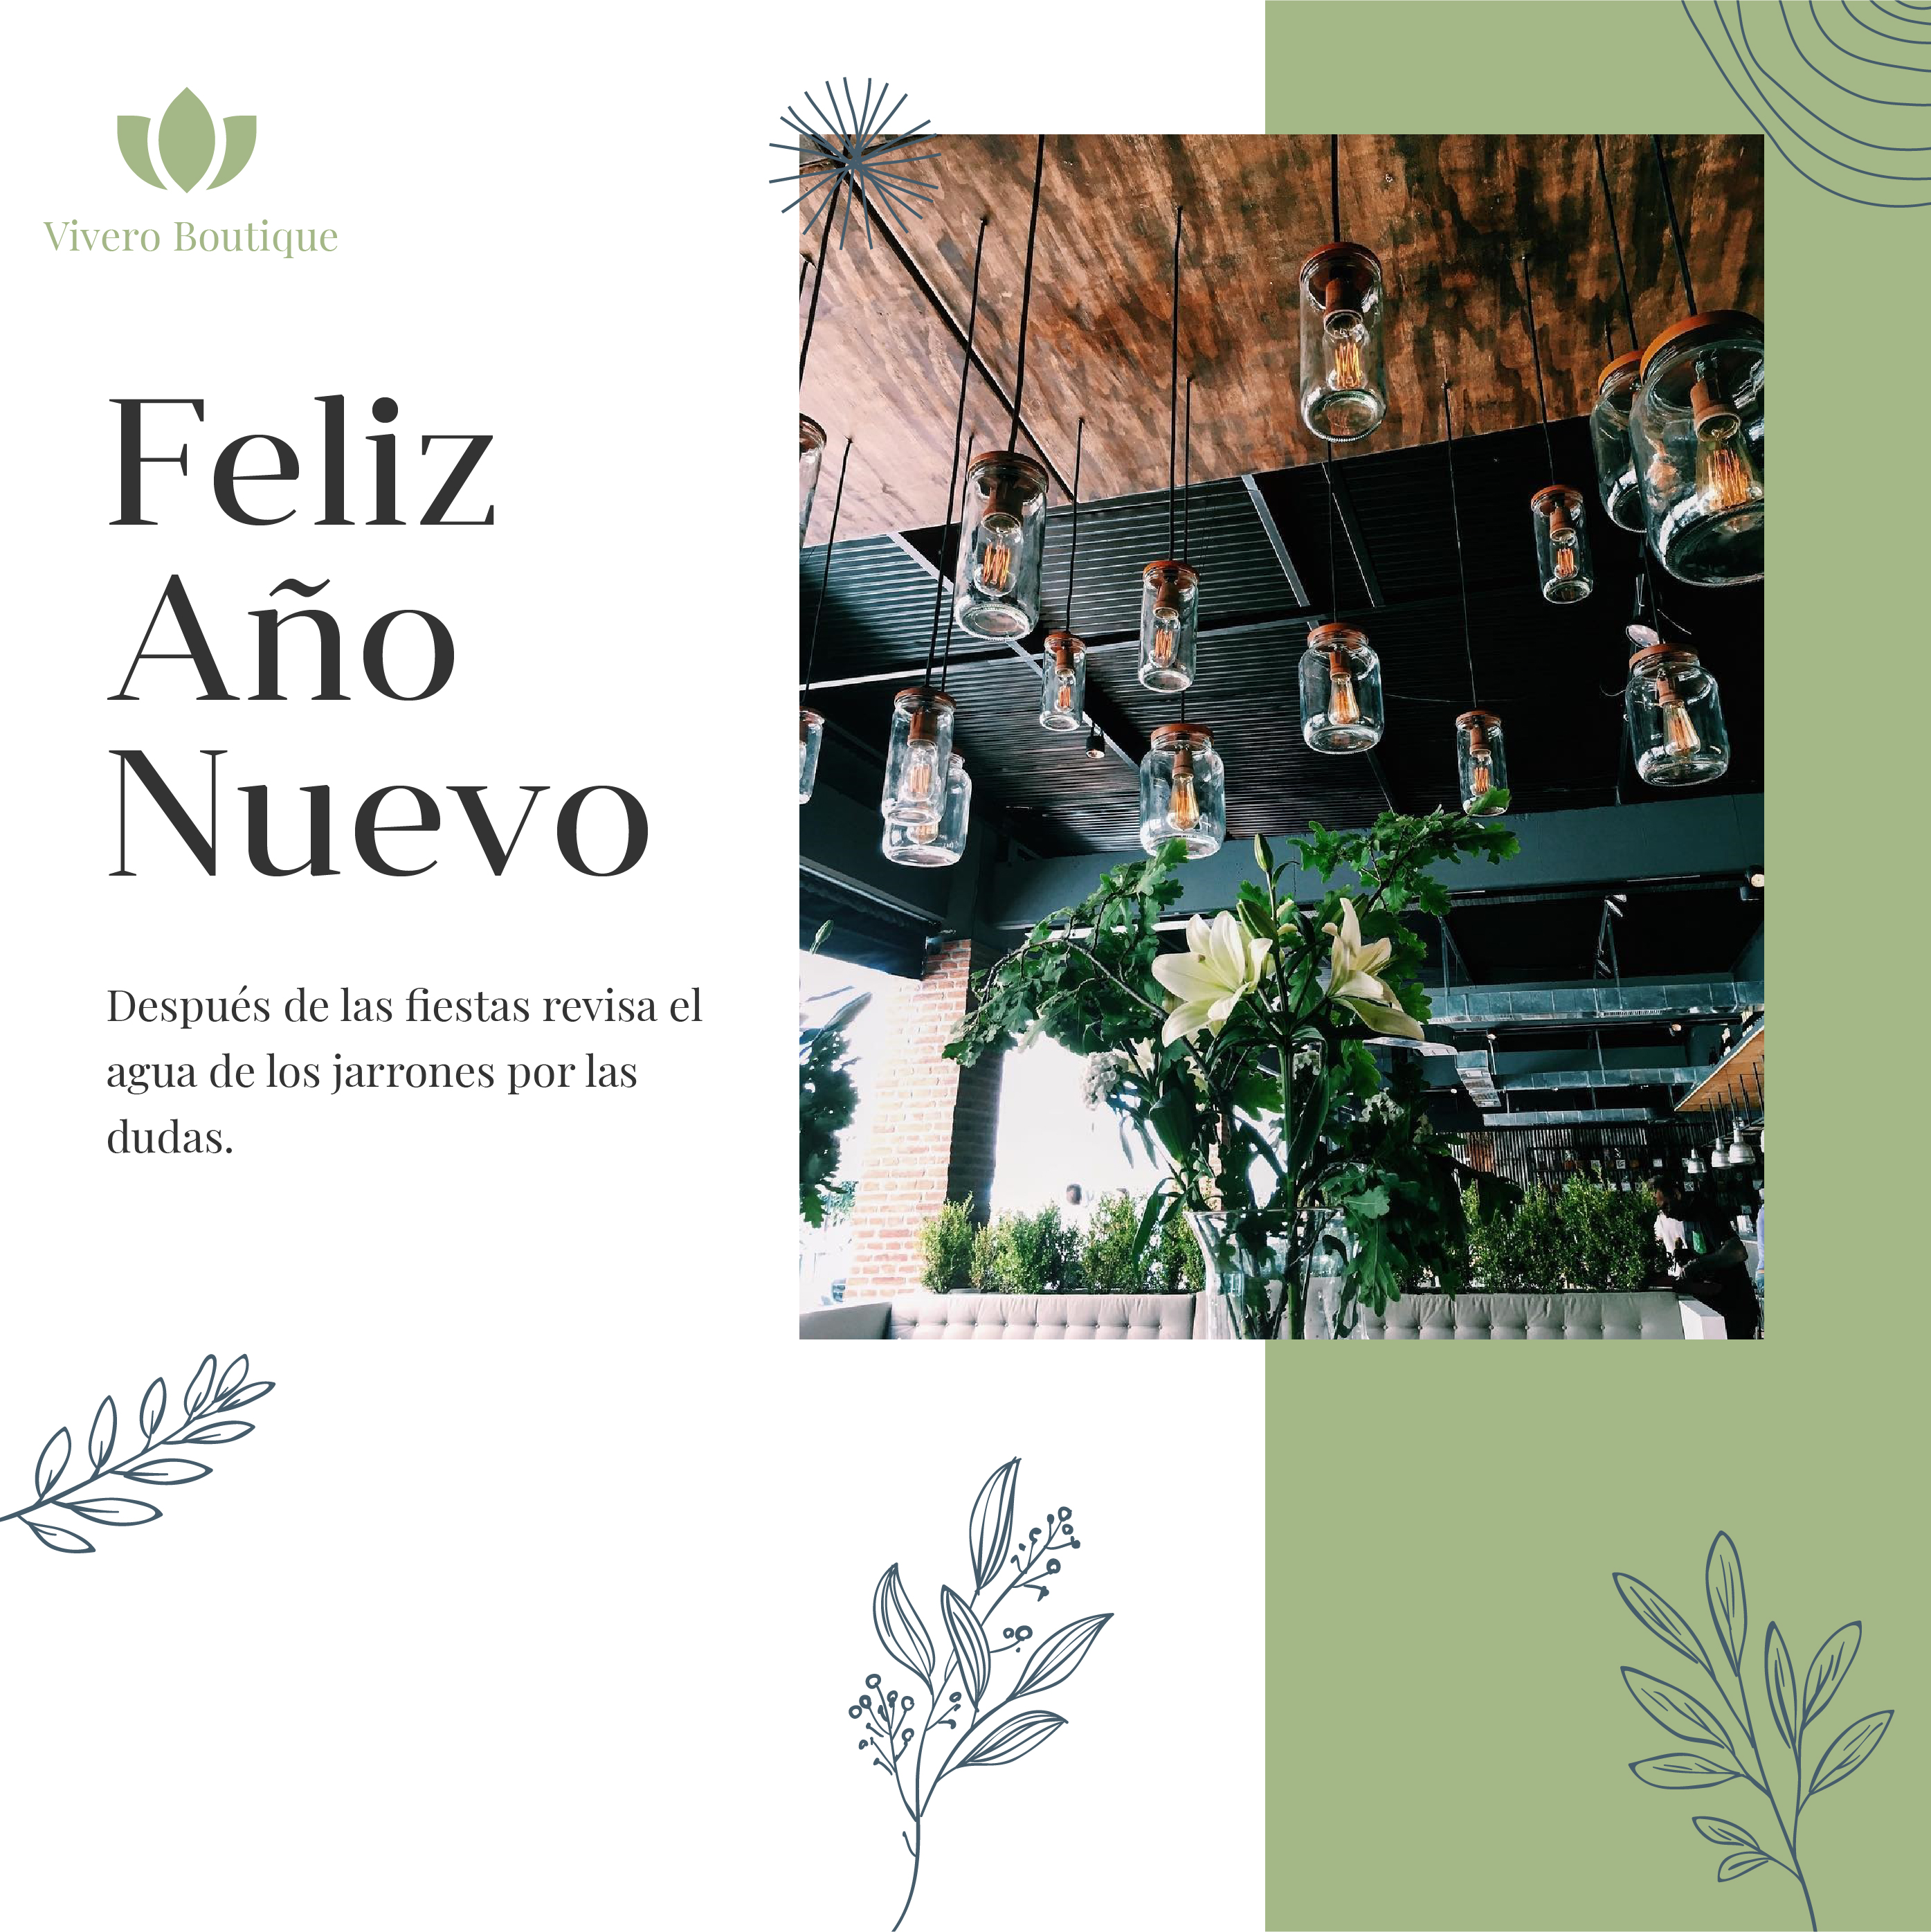 Vivero Boutique
Feliz
Año
Nuevo
Después de las fiestas revisa el
agua de los jarrones por las
dudas.